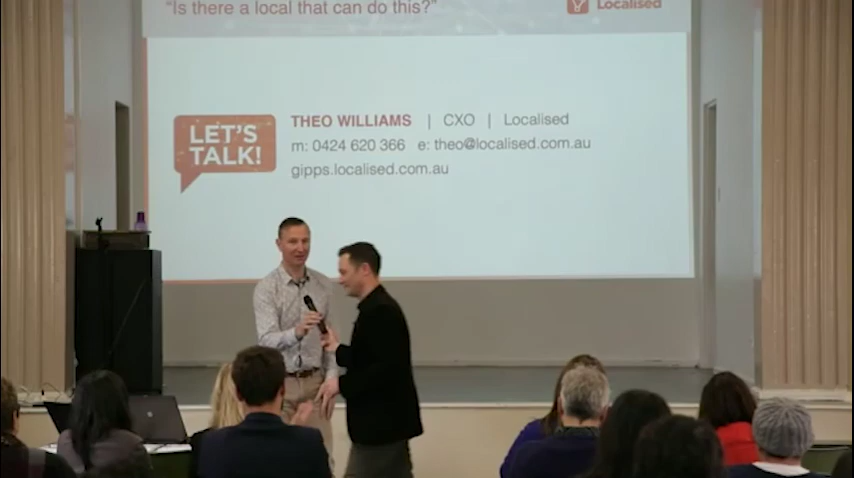 "Is there a local that can do this?"
Localised
LET'S
TALK!
THEO WILLIAMS | CXO | Localised
m: 0424 620 366 e: theo@localised.com.au
gipps.localised.com.au